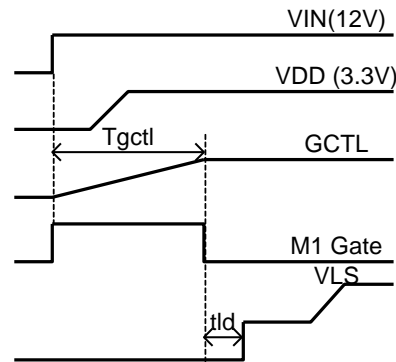 VIN(12V)
VDD (3.3V)
Tgctl
GCTL
M1 Gate
VLS
tld